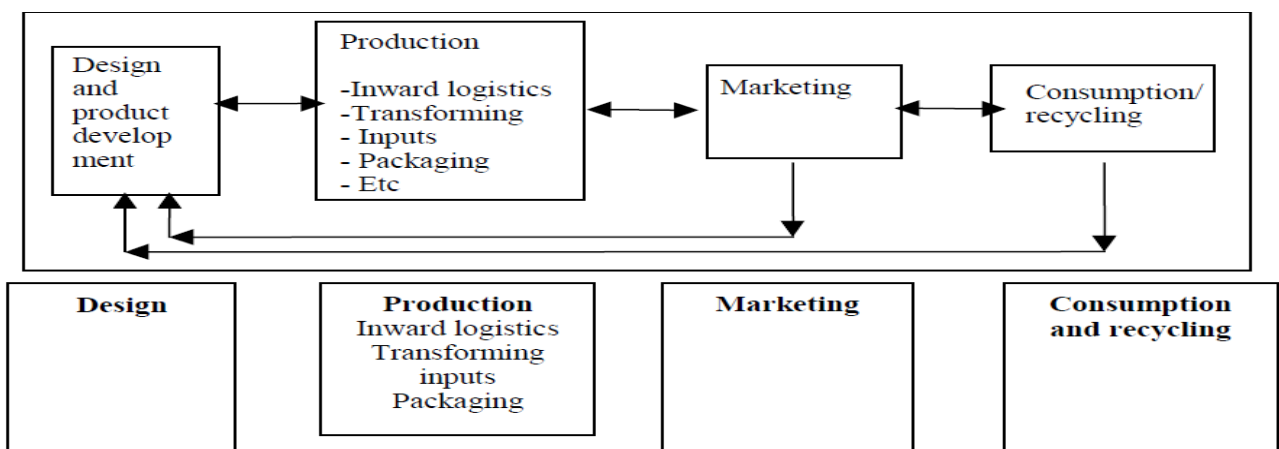 Design
and
product
develop
ment
Production
-Inward logistics
-Transforming
- Inputs
- Packaging
- Etc
Marketing
Consumption/
recycling
Design
Production
Inward logistics
Transforming
inputs
Packaging
Marketing
Consumption
and recycling